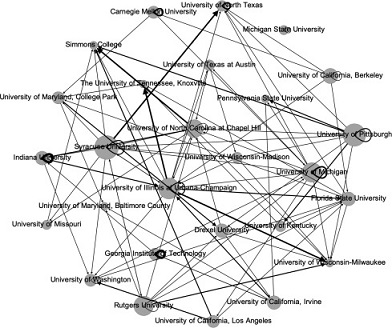 University of North Texas
Carnegie Mellon University
Michigan State University
Simmons College
University of Texas at Austin
University of California, Berkeley
The University of Tennessee, Knoxville
University of Maryland, College Park
Pennsylvania State University
University of North Carolina at Chapel Hill
University of Pittsburgh
Syracuse University
Indiana University
University of Wisconsin-Madison
University of Michigan
University of Illinois at Urbana-Champaign
Florida State University
University of Maryland, Baltimore County
University of Missouri
University of Kentucky
Drexel University
Georgia Institute of Technology
University of Wisconsin-Milwaukee
University of Washington
Rutgers University
University of California, Irvine
University of California, Los Angeles